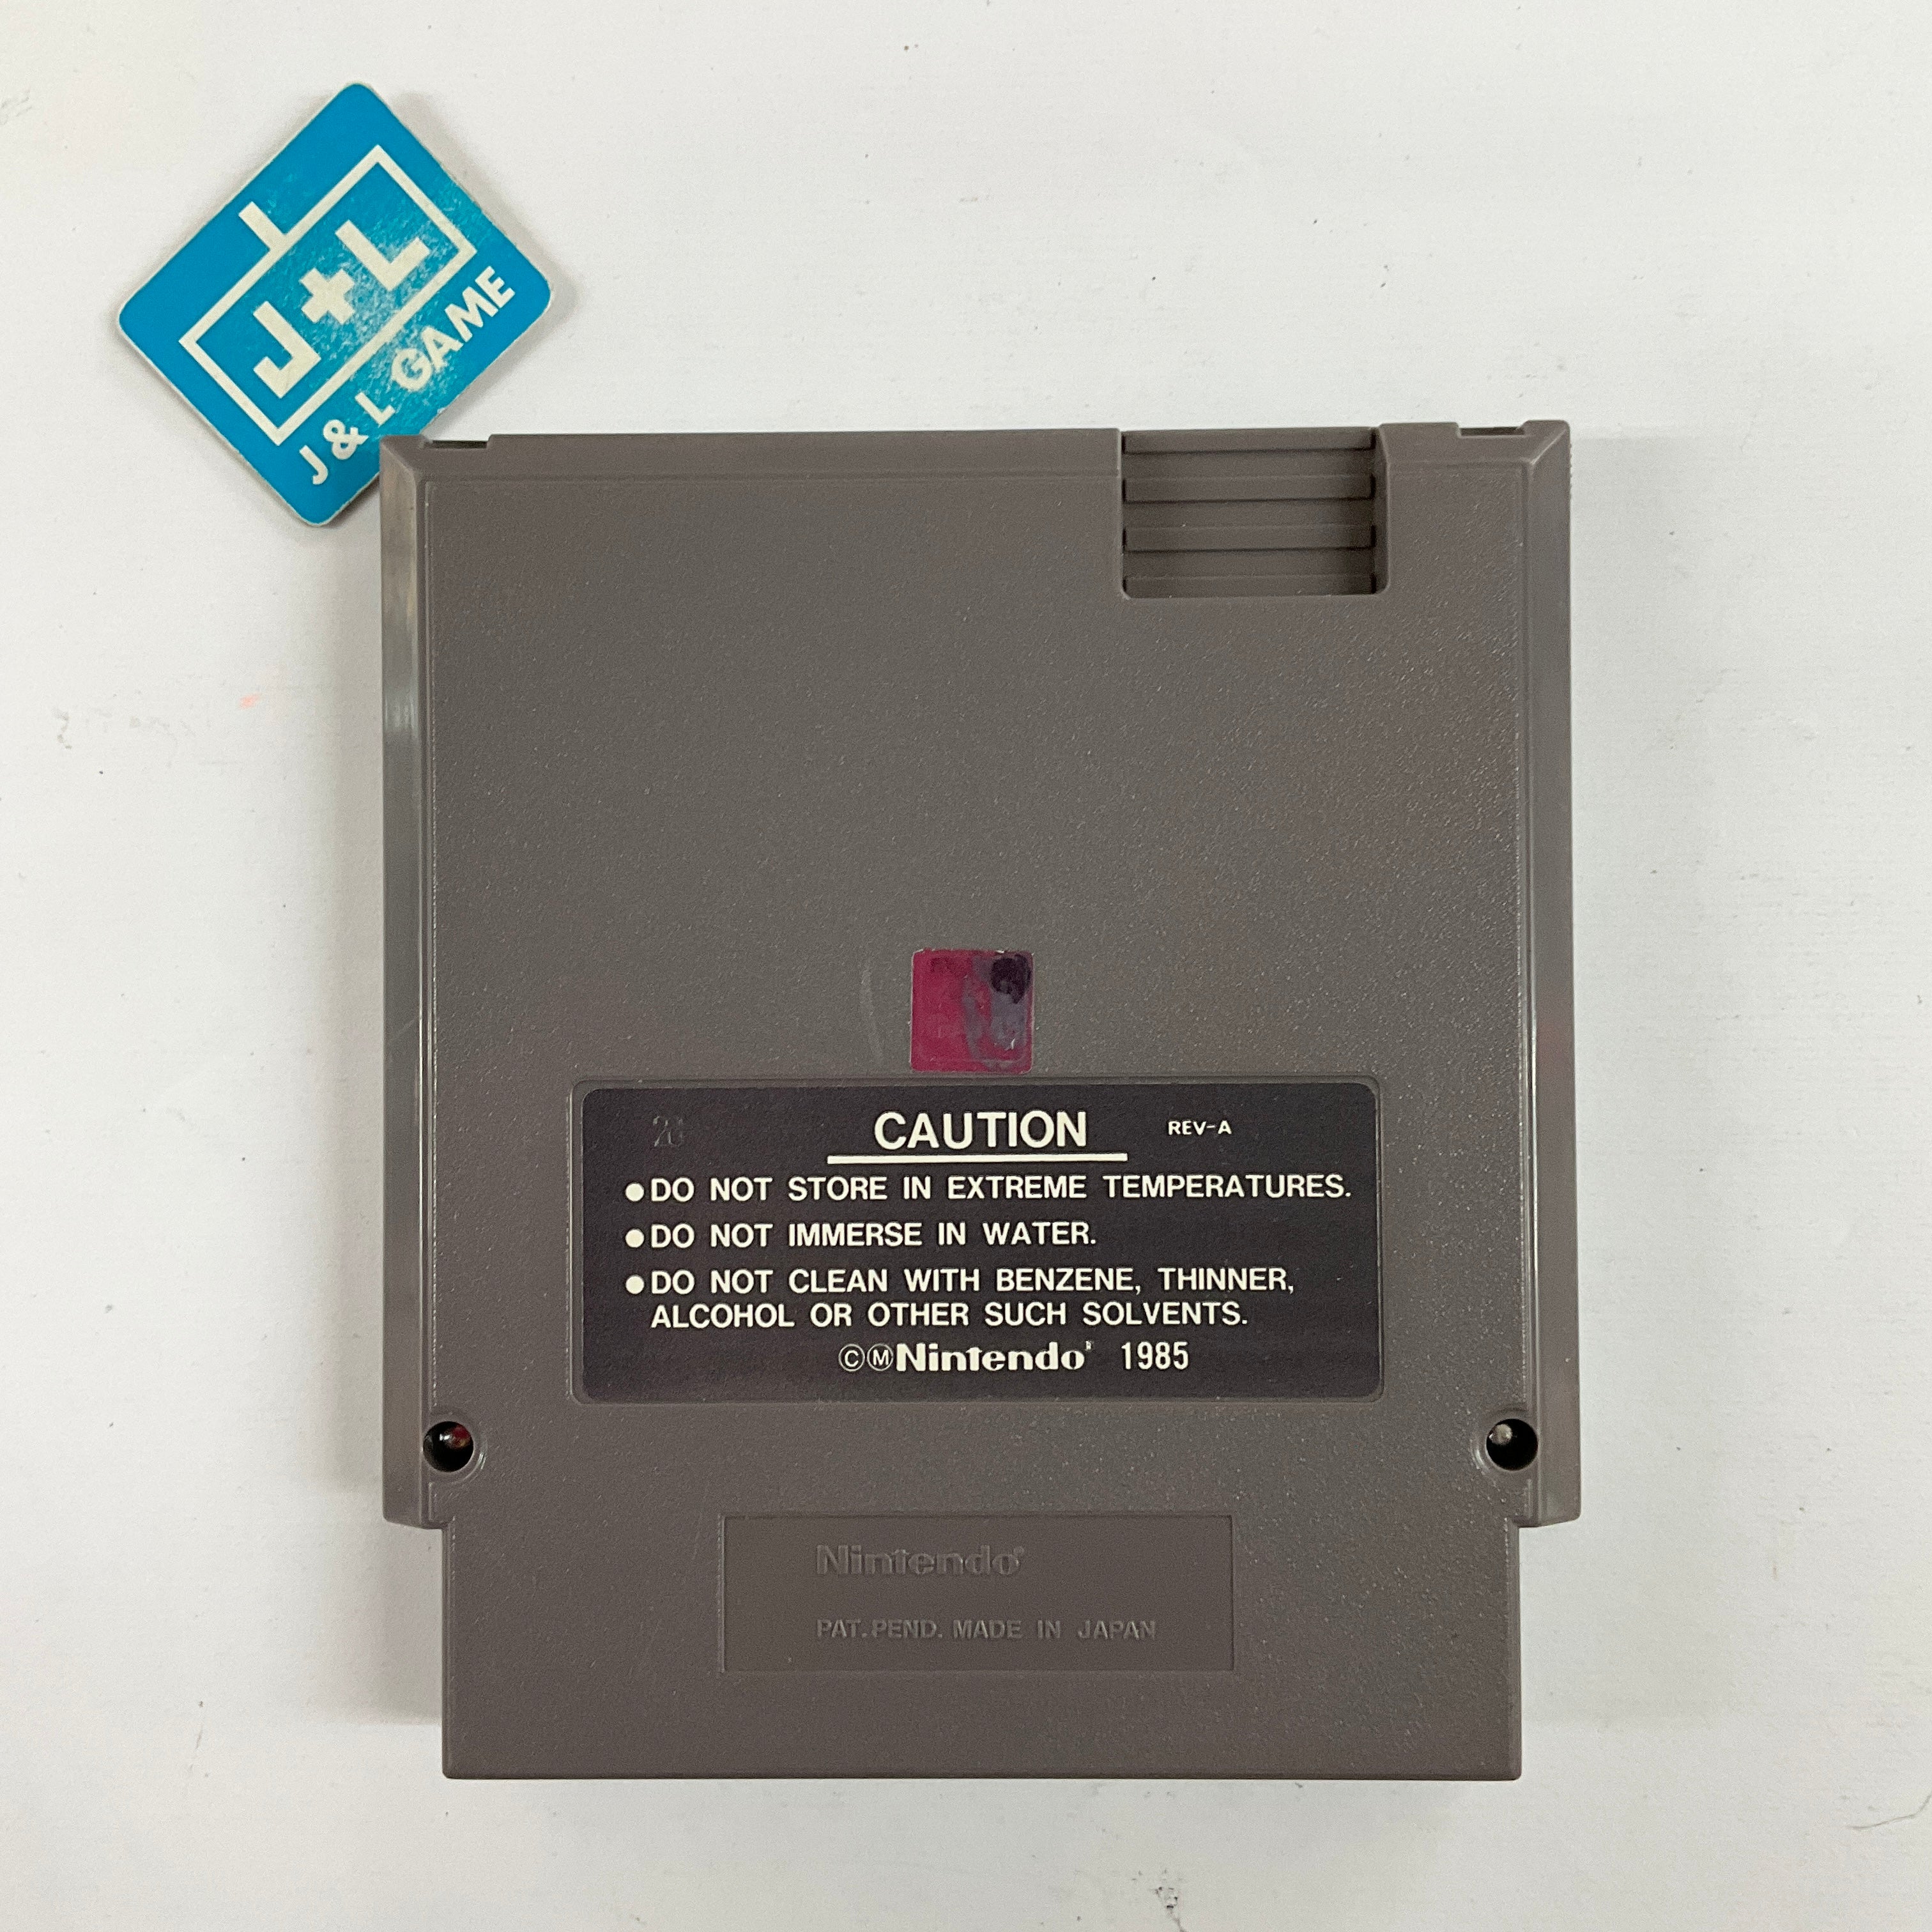 J+L
J & L GAME
CAUTION REV-A
●DO NOT STORE IN EXTREME TEMPERATURES.
●DO NOT IMMERSE IN WATER.
●DO NOT CLEAN WITH BENZENE, THINNER,
ALCOHOL OR OTHER SUCH SOLVENTS.
©ⓂNintendo® 1985
Nintendo®
PAT. PEND. MADE IN JAPAN